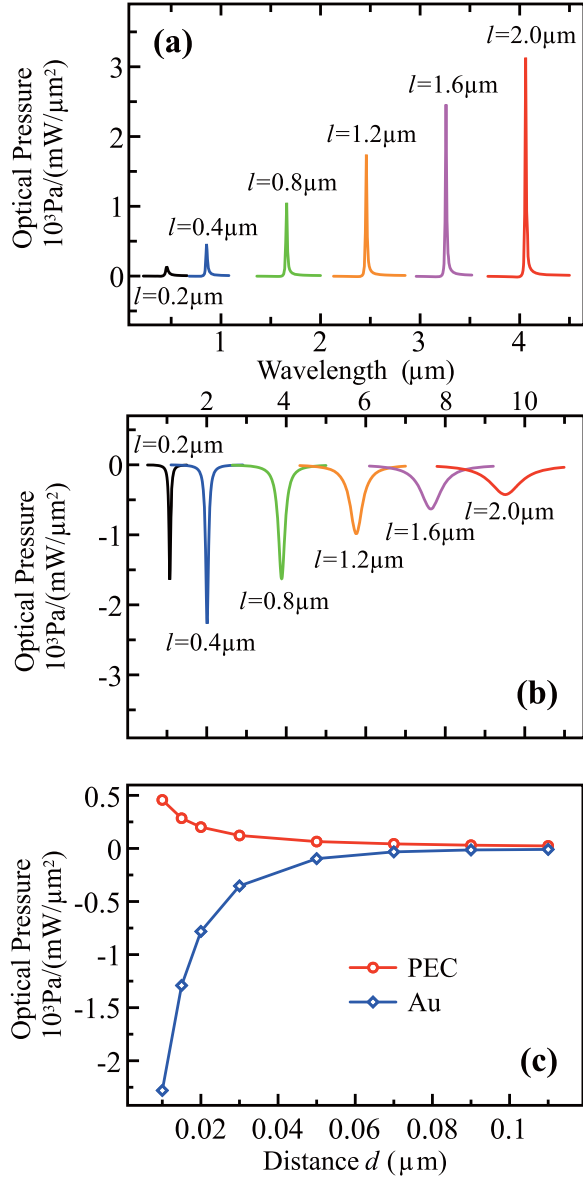 (a)
l=2.0µm
l=1.6µm
l=1.2µm
l=0.8µm
l=0.4µm
l=0.2µm
3
2
1
0
Optical Pressure
10³Pa/(mW/µm²)
1 2 3 4
Wavelength (µm)
2 4 6 8 10
l=0.2µm
l=0.4µm
l=0.8µm
l=1.2µm
l=1.6µm
l=2.0µm
0
-1
-2
-3
Optical Pressure
10³Pa/(mW/µm²)
(b)
0.5
0
-0.5
-1
-1.5
-2
Optical Pressure
10³Pa/(mW/µm²)
PEC
Au
(c)
0.02 0.04 0.06 0.08 0.1
Distance d (µm)